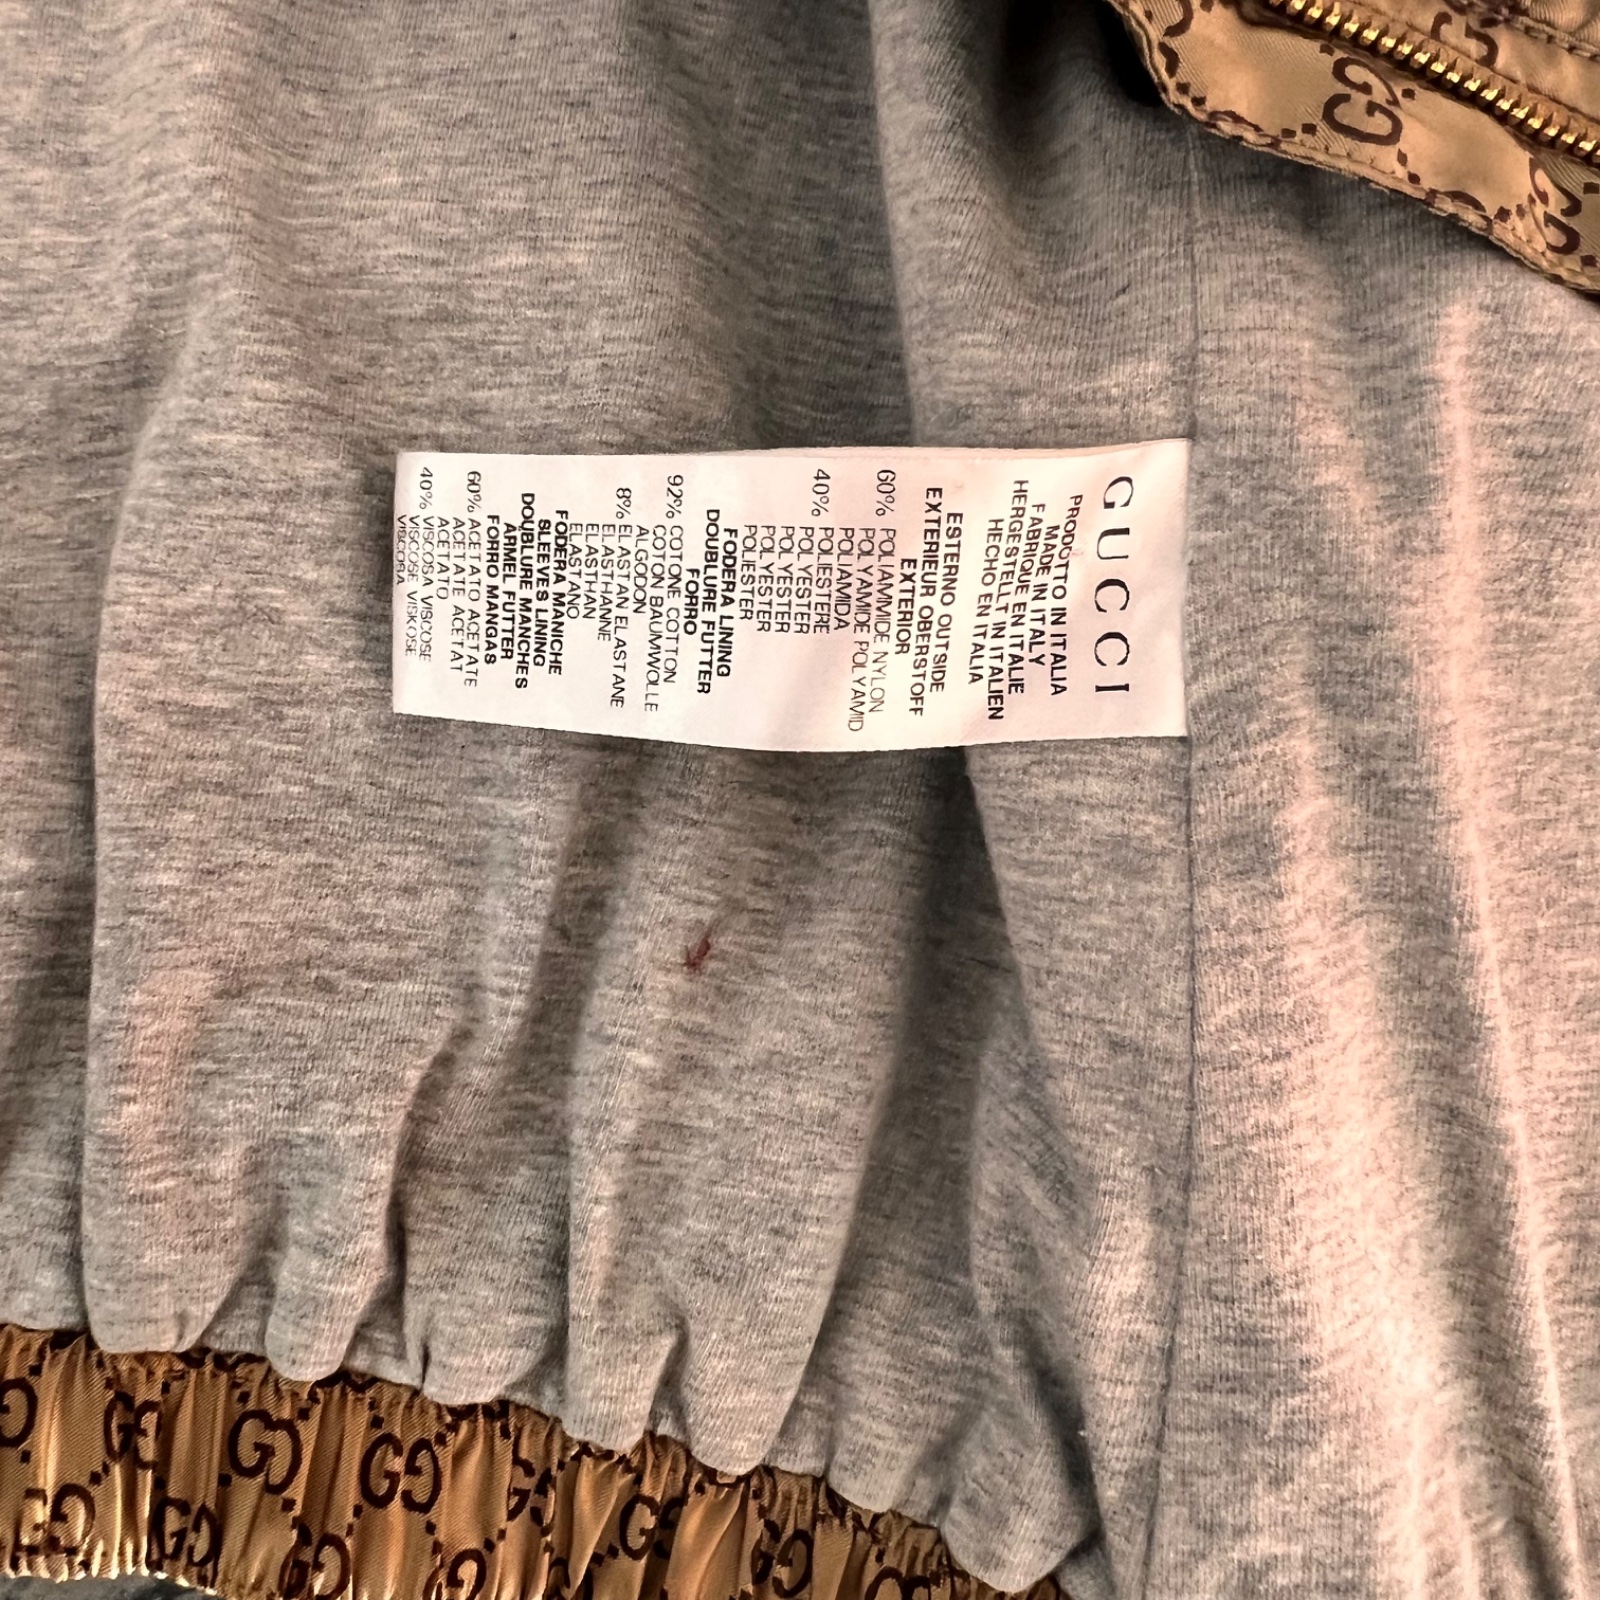 GUCCI
PRODOTTO IN ITALIA
MADE IN ITALY
FABRIQUE EN ITALIE
HERGESTELLT IN ITALIEN
HECHO EN ITALIA
ESTERNO OUTSIDE
EXTERIEUR OBERSTOFF
EXTERIOR
60% POLIAMMIDE NYLON
POLYAMIDE POLYAMID
POLIAMIDA
40% POLIESTERE
POLYESTER
POLYESTER
POLYESTER
POLIESTER
FODERA LINING
DOUBLURE FUTTER
FORRO
92% COTONE COTTON
COTON BAUMWOLLE
ALGODON
8% ELASTAN ELASTANE
ELASTHANNE
ELASTHAN
ELASTANO
FODERA MANICHE
SLEEVES LINING
DOUBLURE MANCHES
ÄRMEL FUTTER
FORRO MANGAS
60% ACETATO ACETATE
ACETATE ACETAT
ACETATO
40% VISCOSA VISCOSE
VISCOSE VISKOSE
VISCOSA